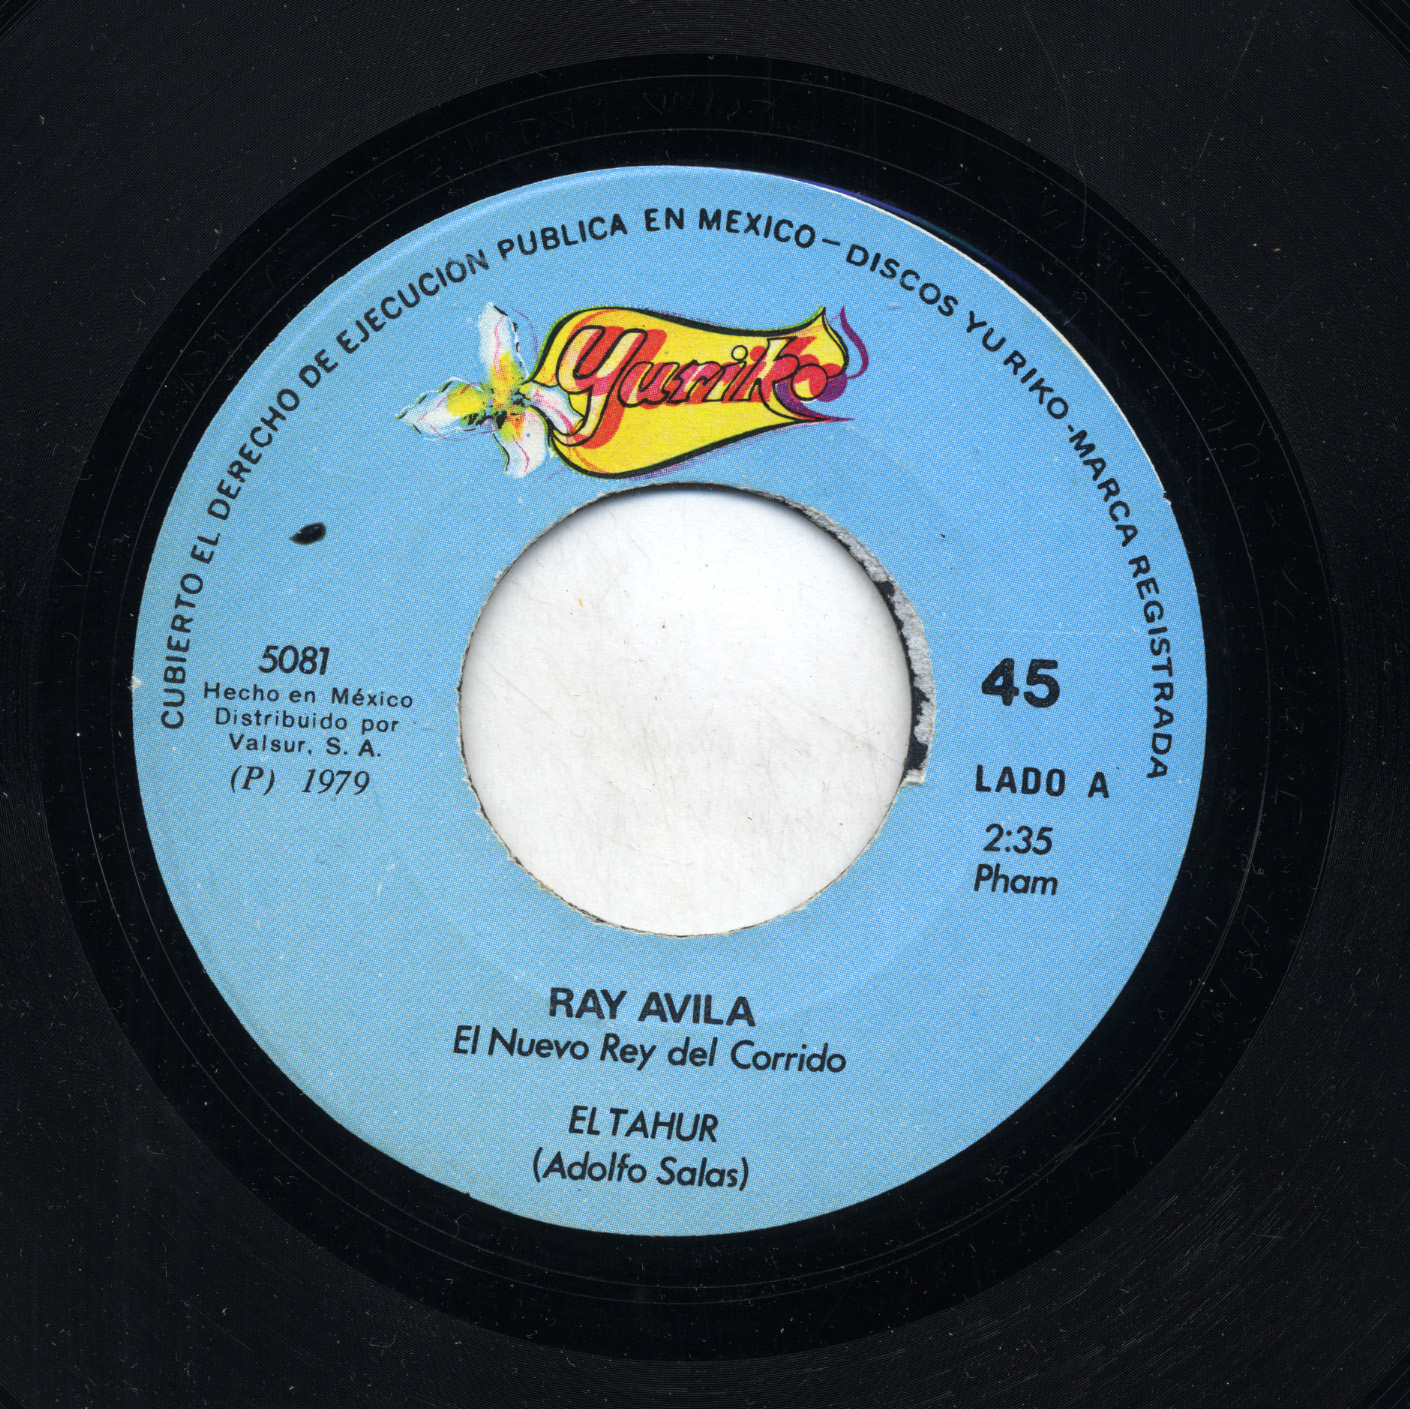 CUBIERTO EL DERECHO DE EJECUCION PUBLICA EN MEXICO - DISCOS YURIKO - MARCA REGISTRADA
Yuriko
5081
Hecho en México
Distribuido por
Valsur, S. A.
(P) 1979
45
LADO A
2:35
Pham
RAY AVILA
El Nuevo Rey del Corrido
EL TAHUR
(Adolfo Salas)